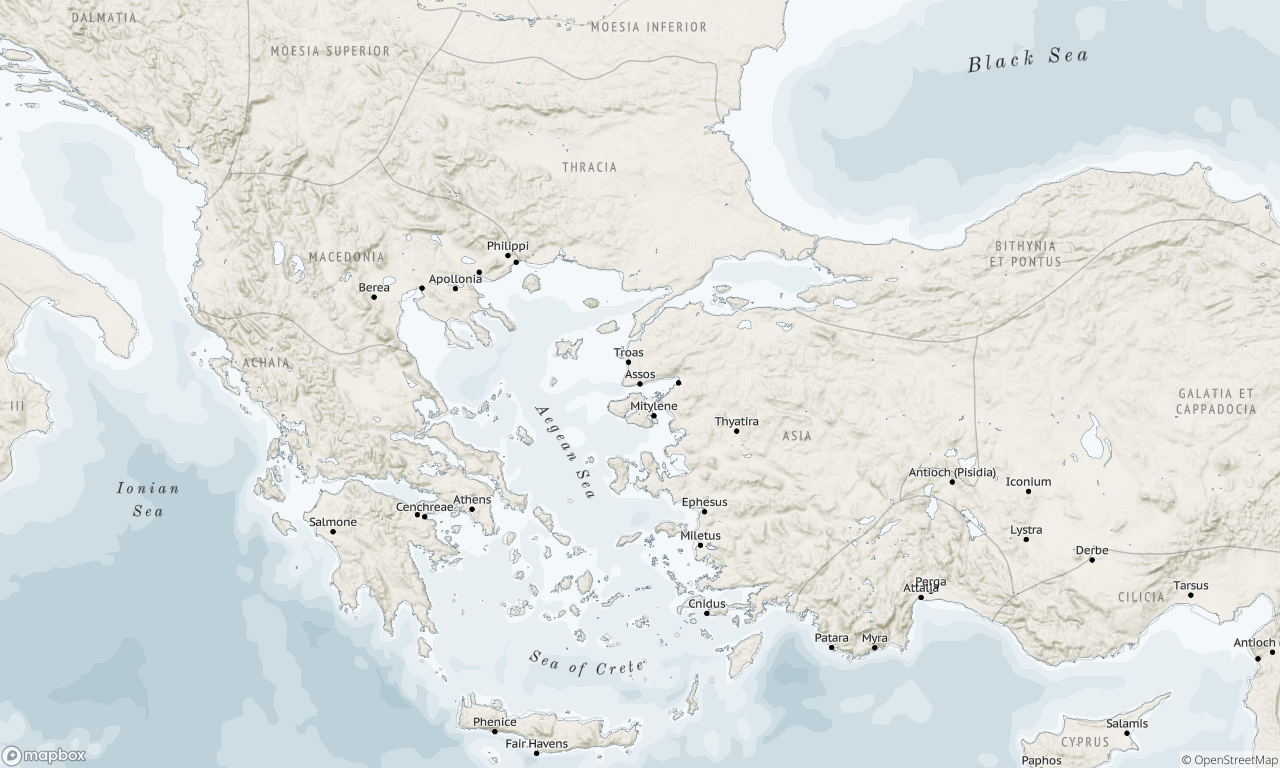 DALMATIA
MOESIA SUPERIOR
MOESIA INFERIOR
Black Sea
THRACIA
Philippi
MACEDONIA
Apollonia
Berea
BITHYNIA
ET PONTUS
ACHAIA
Troas
Assos
Mitylene
Thyatira
ASIA
GALATIA ET
CAPPADOCIA
III
Aegean Sea
Ionian
Sea
Antioch (Pisidia)
Iconium
Salmone
Cenchreae
Athens
Ephesus
Miletus
Lystra
Derbe
Cnidus
Perga
Attalia
CILICIA
Tarsus
Patara
Myra
Antioch
Sea of Crete
Phenice
Fair Havens
Salamis
CYPRUS
Paphos
mapbox
© OpenStreetMap